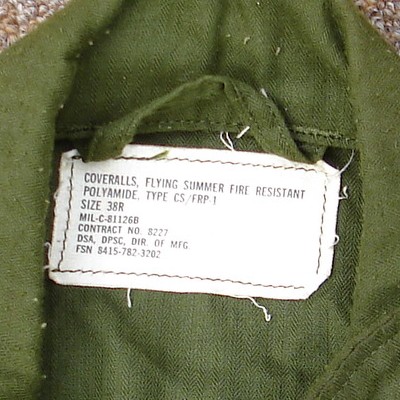 COVERALLS, FLYING SUMMER FIRE RESISTANT
POLYAMIDE, TYPE CS/FRP-1
SIZE 38R
MIL-C-81126B
CONTRACT NO. 8227
DSA, DPSC, DIR. OF MFG.
FSN 8415-782-3202